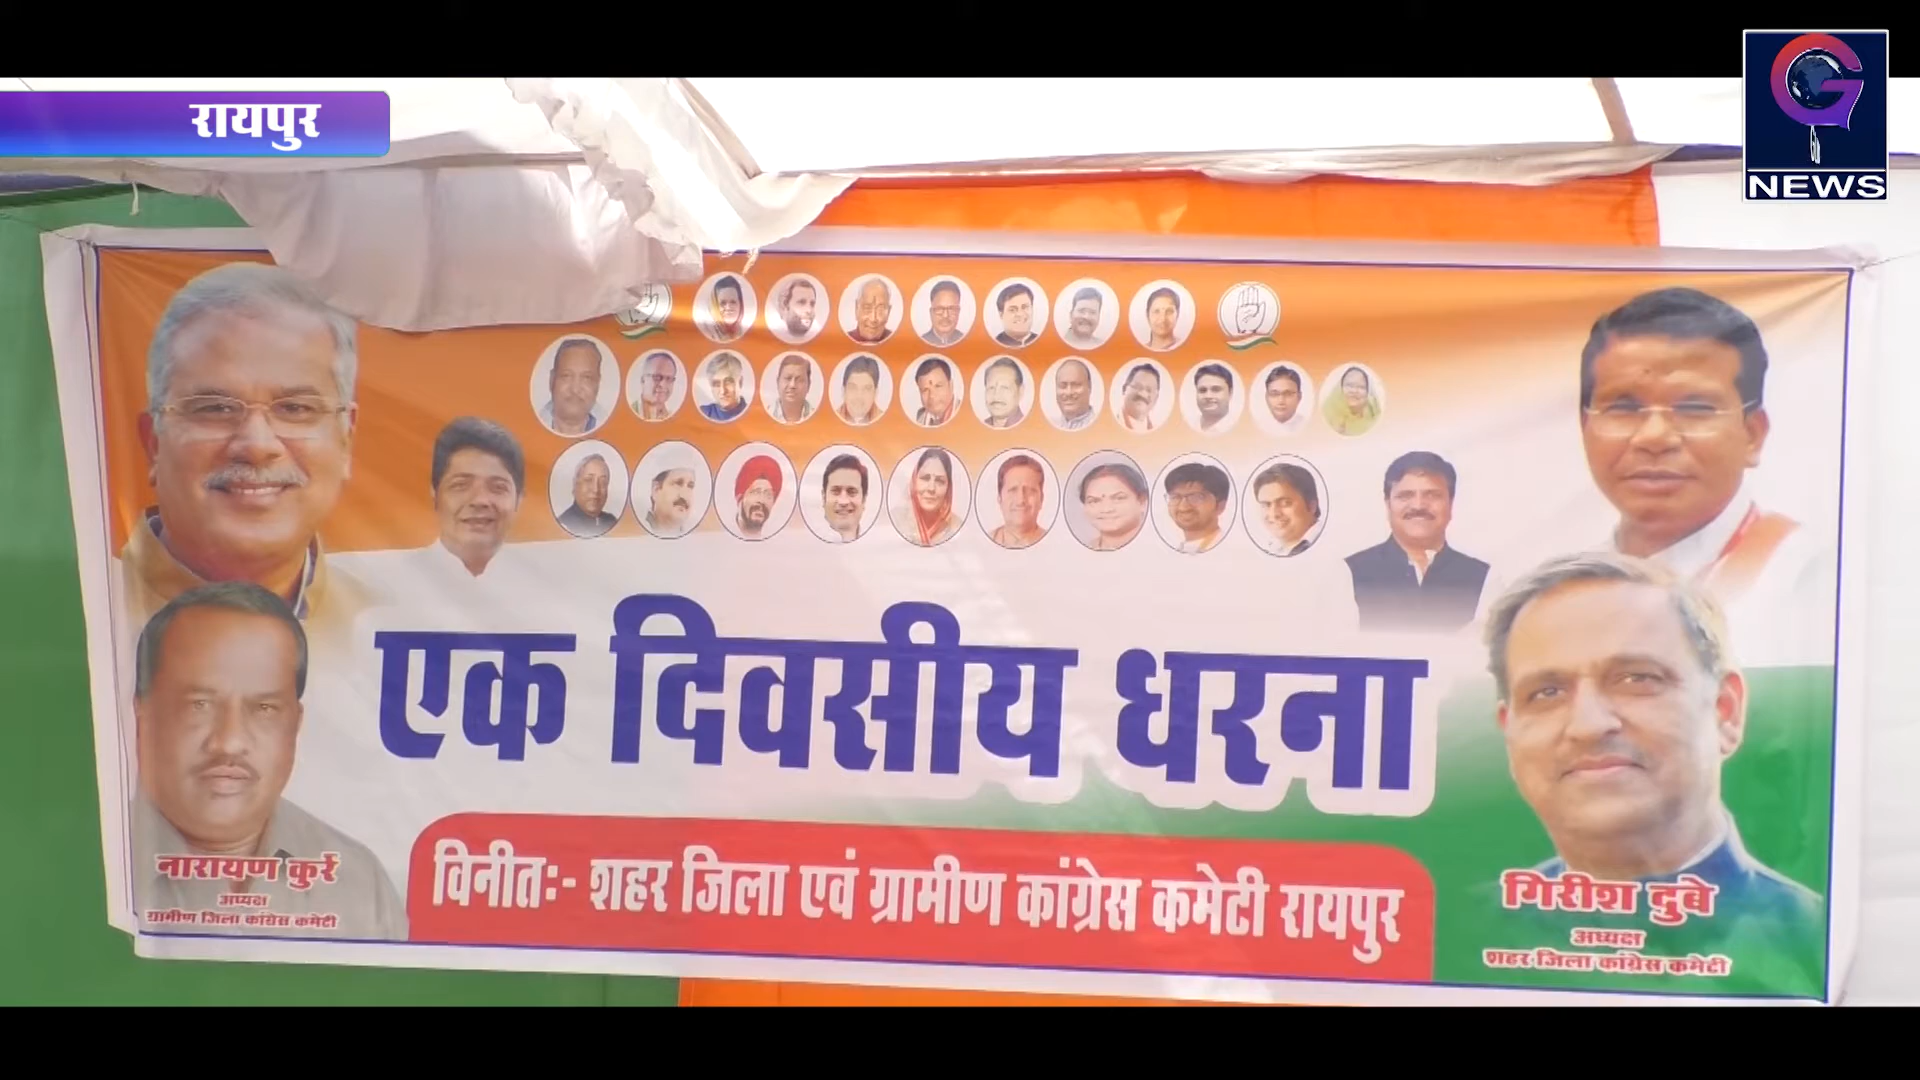 रायपुर
G
NEWS
एक दिवसीय धरना
विनीतः- शहर जिला एवं ग्रामीण कांग्रेस कमेटी रायपुर
नारायण कुर्रे
अध्यक्ष
ग्रामीण जिला कांग्रेस कमेटी
गिरीश दुबे
अध्यक्ष
शहर जिला कांग्रेस कमेटी